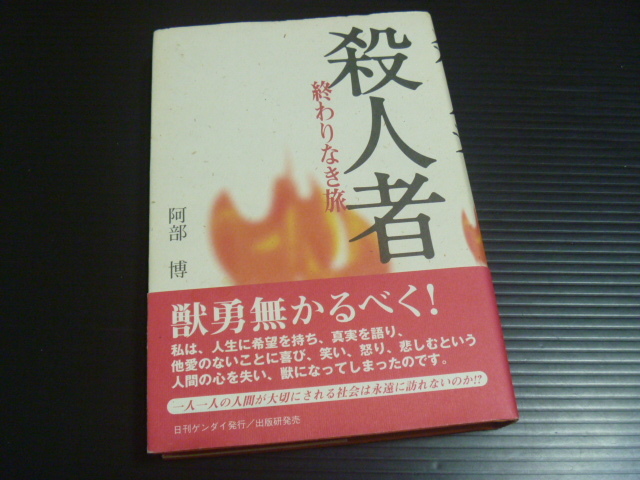 殺人者
終わりなき旅
阿部 博
獣勇無かるべく!
私は、人生に希望を持ち、真実を語り、
他愛のないことに喜び、笑い、怒り、悲しむという
人間の心を失い、獣になってしまったのです。
一人一人の人間が大切にされる社会は永遠に訪れないのか!?
日刊ゲンダイ発行/出版研発売